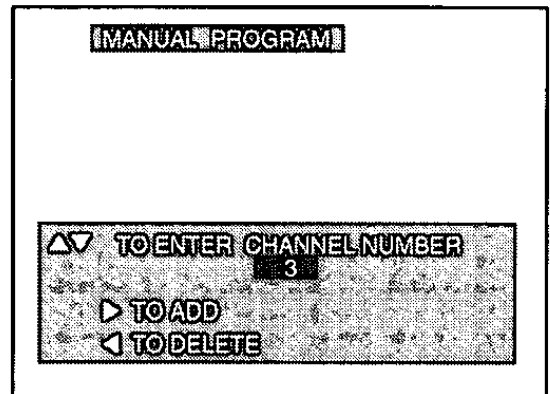 MANUAL PROGRAM
△▽ TO ENTER CHANNEL NUMBER
3
▷ TO ADD
◁ TO DELETE